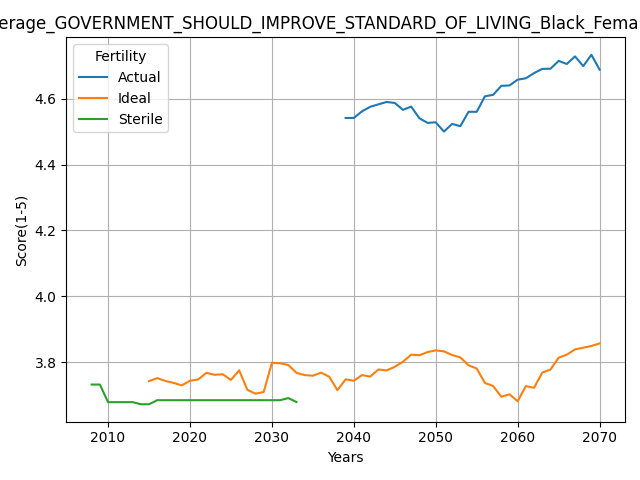 erage_GOVERNMENT_SHOULD_IMPROVE_STANDARD_OF_LIVING_Black_Fema
Fertility
Actual
Ideal
Sterile
Score(1-5)
4.6
4.4
4.2
4.0
3.8
2010 2020 2030 2040 2050 2060 2070
Years